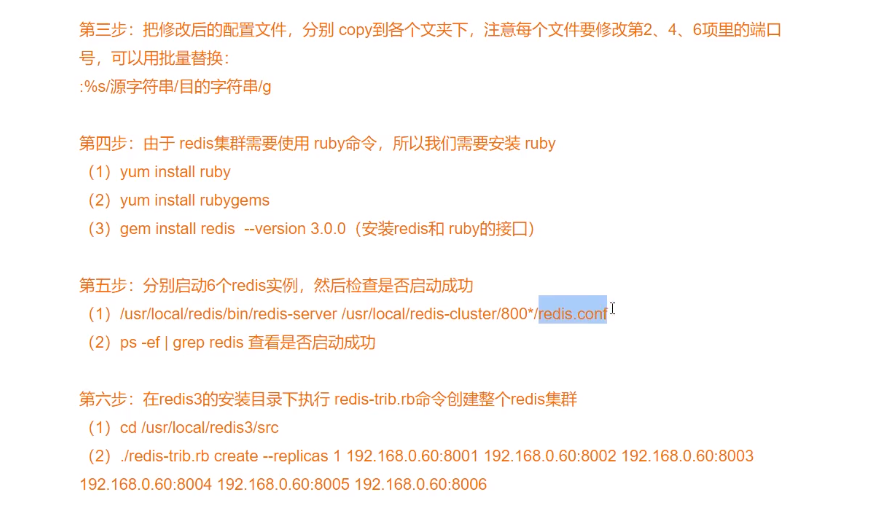 第三步：把修改后的配置文件，分别 copy到各个文夹下，注意每个文件要修改第2、4、6项里的端口
号，可以用批量替换：
:%s/源字符串/目的字符串/g
第四步：由于 redis集群需要使用 ruby命令，所以我们需要安装 ruby
（1）yum install ruby
（2）yum install rubygems
（3）gem install redis  --version 3.0.0（安装redis和 ruby的接囗）
第五步：分别启动6个redis实例，然后检查是否启动成功
（1）/usr/local/redis/bin/redis-server /usr/local/redis-cluster/800*/redis.conf
（2）ps -ef | grep redis 查看是否启动成功
第六步：在redis3的安装目录下执行 redis-trib.rb命令创建整个redis集群
（1）cd /usr/local/redis3/src
（2）./redis-trib.rb create --replicas 1 192.168.0.60:8001 192.168.0.60:8002 192.168.0.60:8003
192.168.0.60:8004 192.168.0.60:8005 192.168.0.60:8006